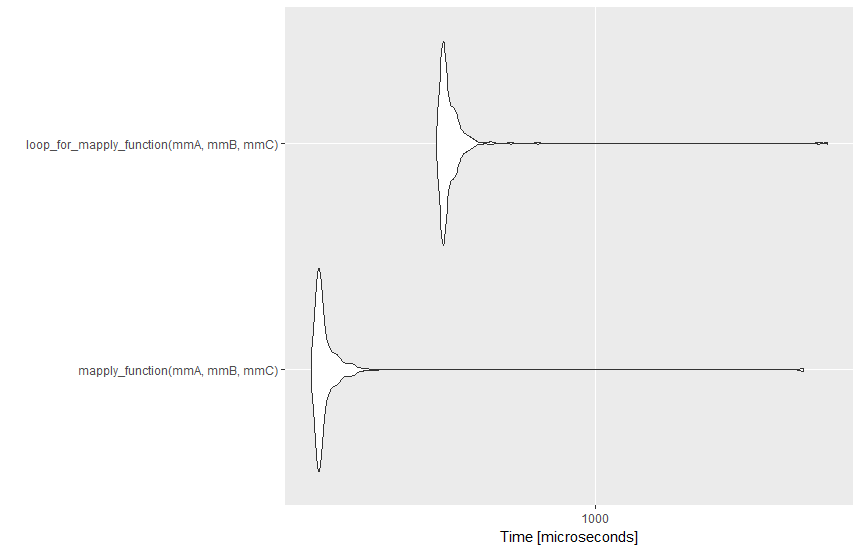 loop_for_mapply_function(mmA, mmB, mmC)
mapply_function(mmA, mmB, mmC)
1000
Time [microseconds]